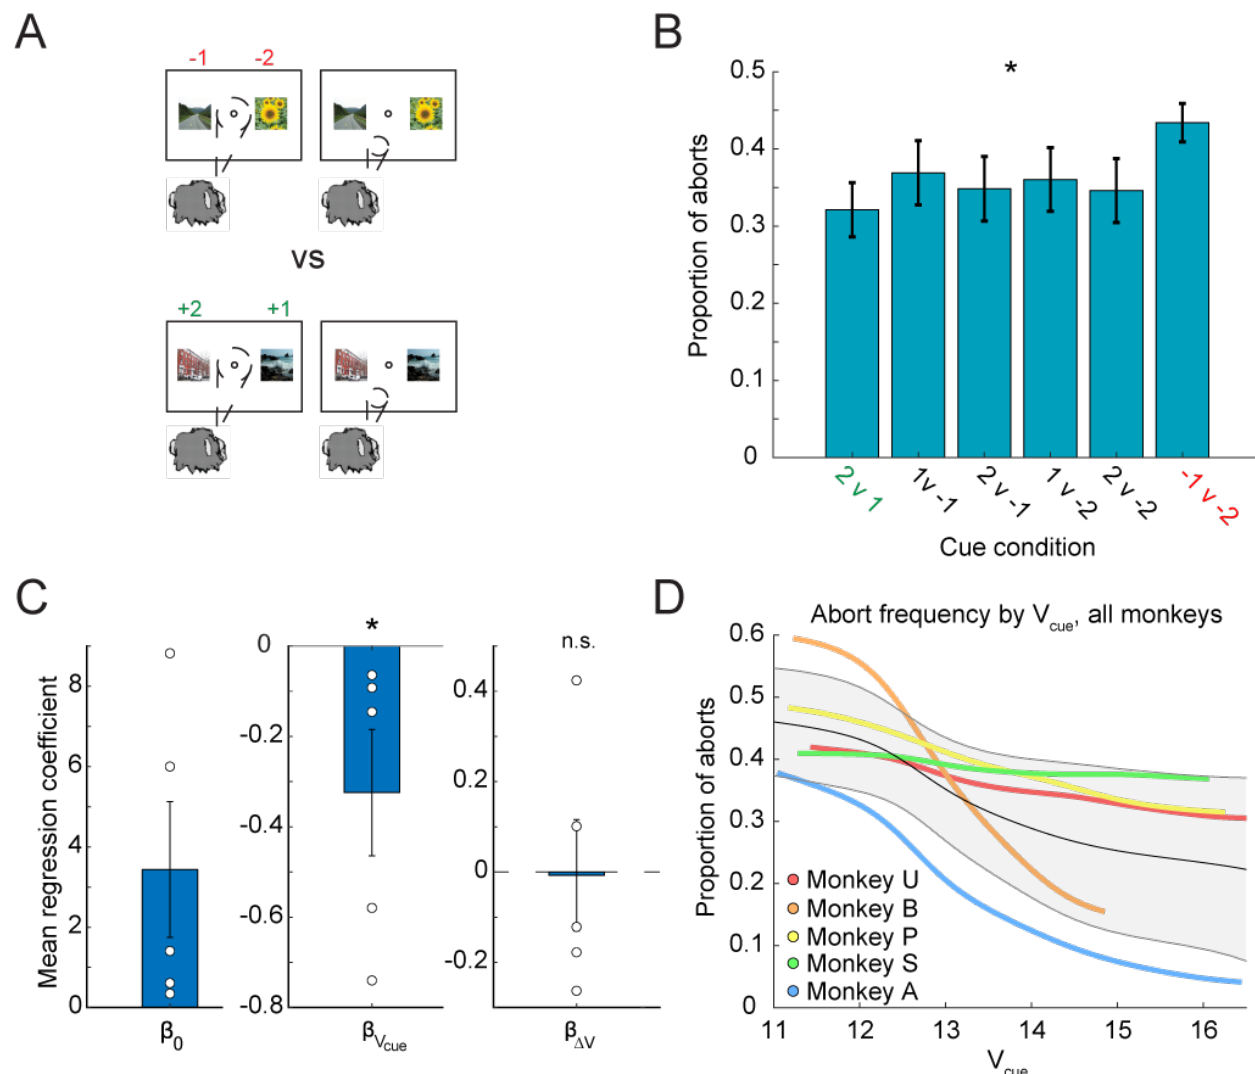 A
-1 -2
vs
+2 +1
B
*
Proportion of aborts
0.5
0.4
0.3
0.2
0.1
0
2 v 1
1 v -1
2 v -1
1 v -2
2 v -2
-1 v -2
Cue condition
C
Mean regression coefficient
8
6
4
2
0
β0
*
0
-0.2
-0.4
-0.6
-0.8
βVcue
n.s.
0.4
0.2
0
-0.2
βΔV
D
Abort frequency by Vcue, all monkeys
Proportion of aborts
0.6
0.5
0.4
0.3
0.2
0.1
0
Monkey U
Monkey B
Monkey P
Monkey S
Monkey A
11 12 13 14 15 16
Vcue